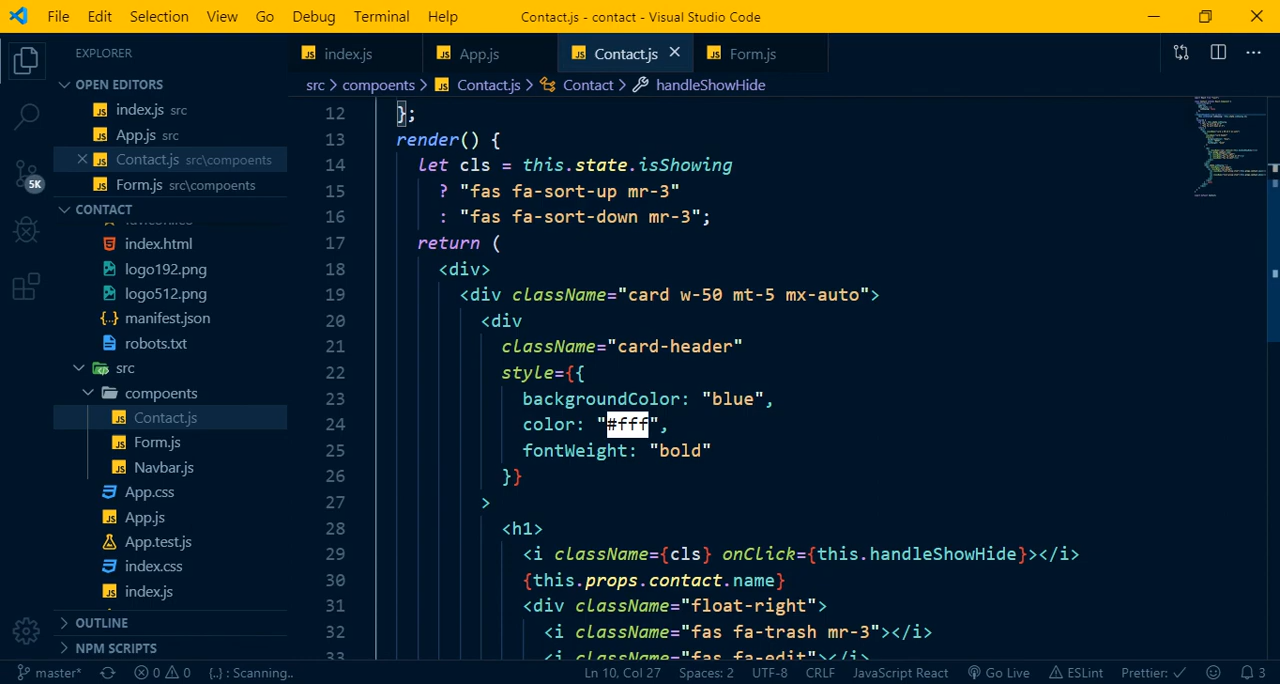 File Edit Selection View Go Debug Terminal Help Contact.js - contact - Visual Studio Code
EXPLORER
OPEN EDITORS
index.js src
App.js src
Contact.js src\compoents
Form.js src\compoents
CONTACT
index.html
logo192.png
logo512.png
manifest.json
robots.txt
src
compoents
Contact.js
Form.js
Navbar.js
App.css
App.js
App.test.js
index.css
index.js
OUTLINE
NPM SCRIPTS
5K
index.js App.js Contact.js Form.js
src > compoents > Contact.js > Contact > handleShowHide
12 };
13 render() {
14 let cls = this.state.isShowing
15 ? "fas fa-sort-up mr-3"
16 : "fas fa-sort-down mr-3";
17 return (
18 <div>
19 <div className="card w-50 mt-5 mx-auto">
20 <div
21 className="card-header"
22 style={{
23 backgroundColor: "blue",
24 color: "#fff",
25 fontWeight: "bold"
26 }}
27 >
28 <h1>
29 <i className={cls} onClick={this.handleShowHide}></i>
30 {this.props.contact.name}
31 <div className="float-right">
32 <i className="fas fa-trash mr-3"></i>
33 <i className="fas fa-edit"></i>
master* 0 0 {..} : Scanning.. Ln 10, Col 27 Spaces: 2 UTF-8 CRLF JavaScript React Go Live ESLint Prettier: ✓ 3